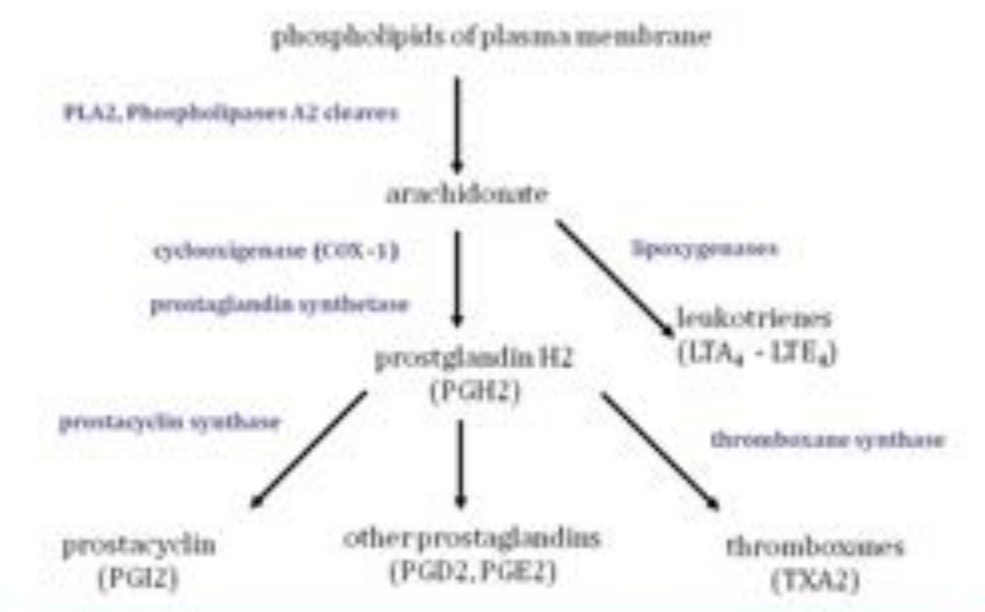 phospholipids of plasma membrane
PLA2, Phospholipases A2 cleaves
arachidonate
cyclooxigenase (COX-1)
lipoxygenases
prostaglandin synthetase
leukotrienes
(LTA₄ - LTE₄)
prostglandin H2
(PGH2)
prostacyclin synthase
thromboxane synthase
prostacyclin
(PGI2)
other prostaglandins
(PGD2, PGE2)
thromboxanes
(TXA2)